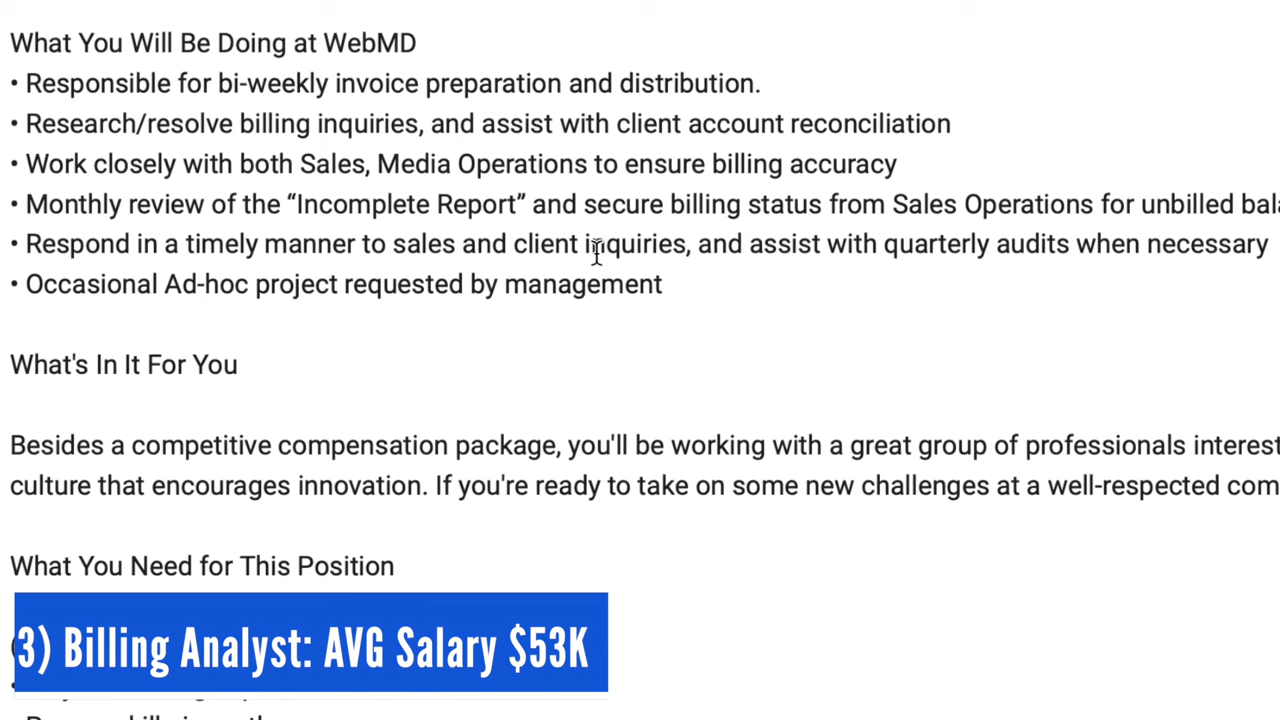 What You Will Be Doing at WebMD
• Responsible for bi-weekly invoice preparation and distribution.
• Research/resolve billing inquiries, and assist with client account reconciliation
• Work closely with both Sales, Media Operations to ensure billing accuracy
• Monthly review of the “Incomplete Report” and secure billing status from Sales Operations for unbilled
• Respond in a timely manner to sales and client inquiries, and assist with quarterly audits when necessary
• Occasional Ad-hoc project requested by management
What's In It For You
Besides a competitive compensation package, you'll be working with a great group of professionals
culture that encourages innovation. If you're ready to take on some new challenges at a well-respected
What You Need for This Position
3) Billing Analyst: AVG Salary $53K